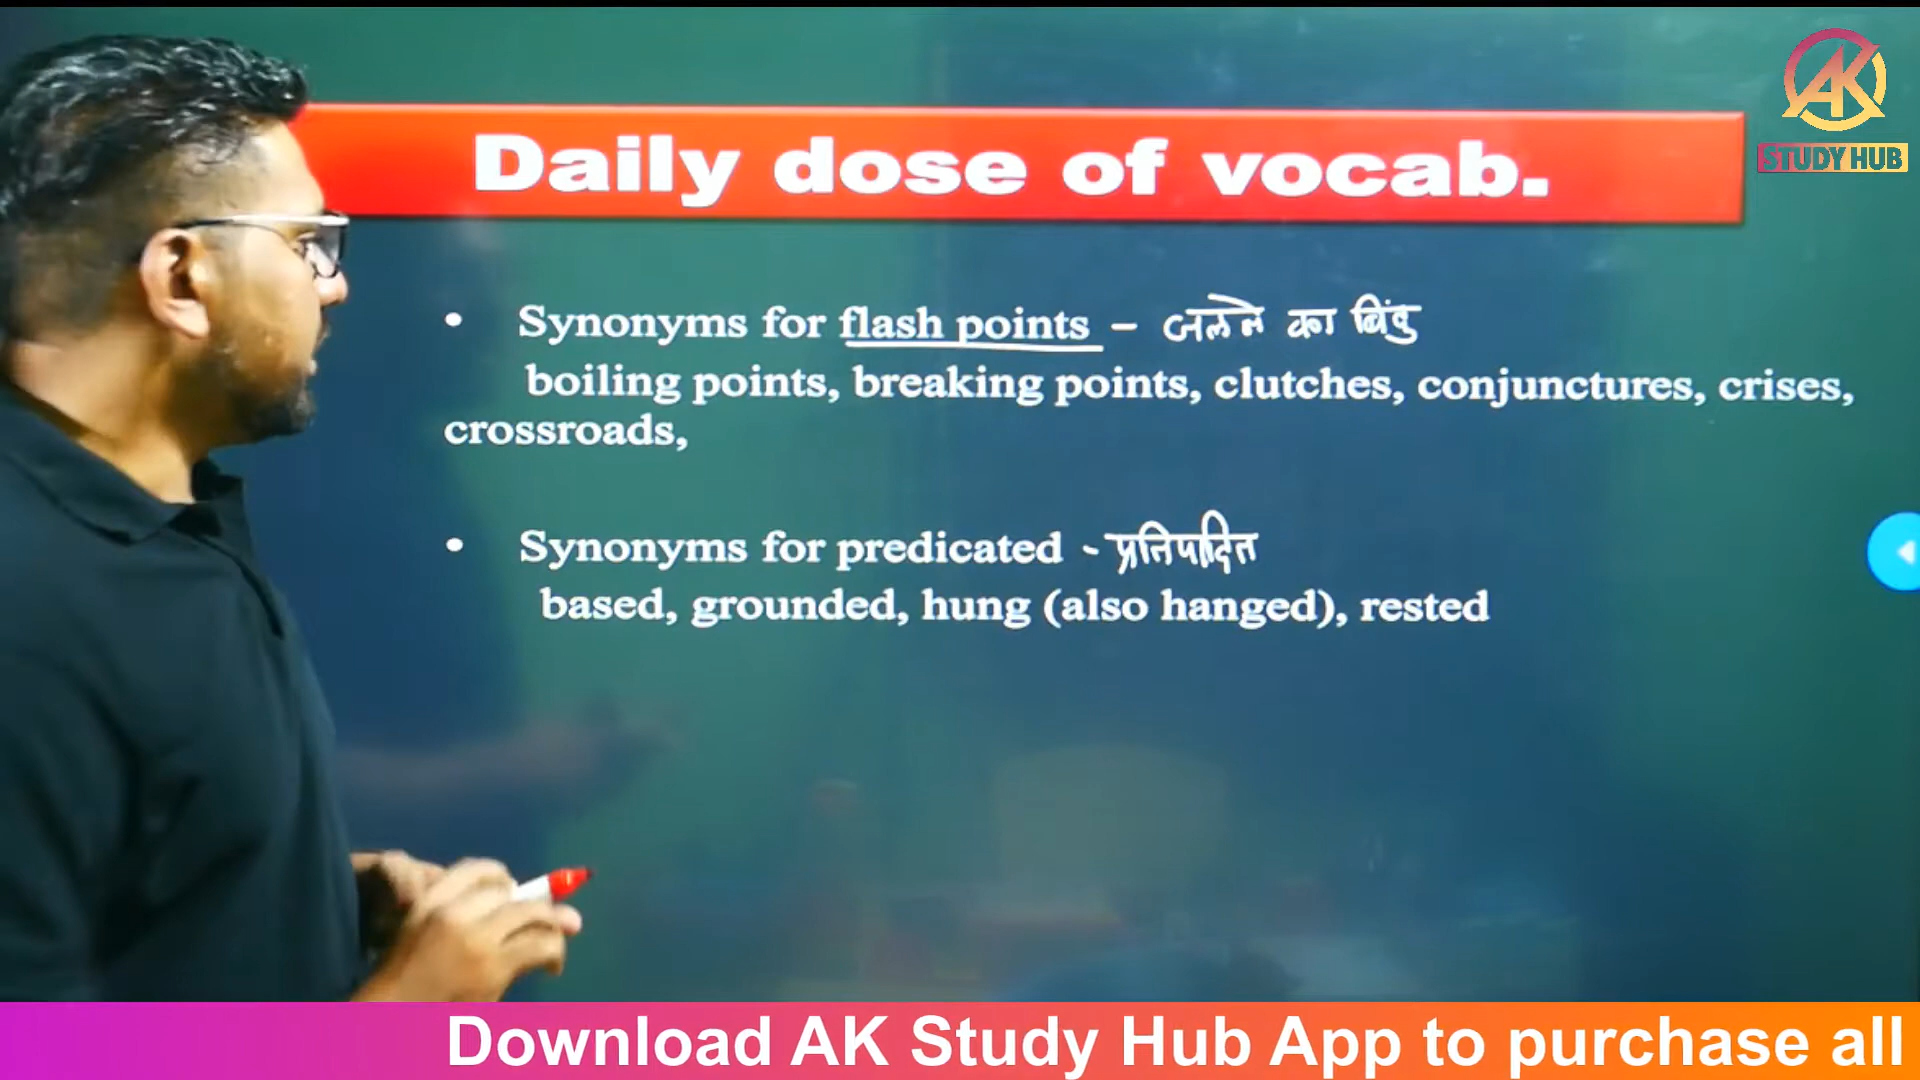 AK
STUDY HUB
Daily dose of vocab.
• Synonyms for flash points – जलने का बिंदु
boiling points, breaking points, clutches, conjunctures, crises,
crossroads,
• Synonyms for predicated - प्रतिपादित
based, grounded, hung (also hanged), rested
Download AK Study Hub App to purchase all